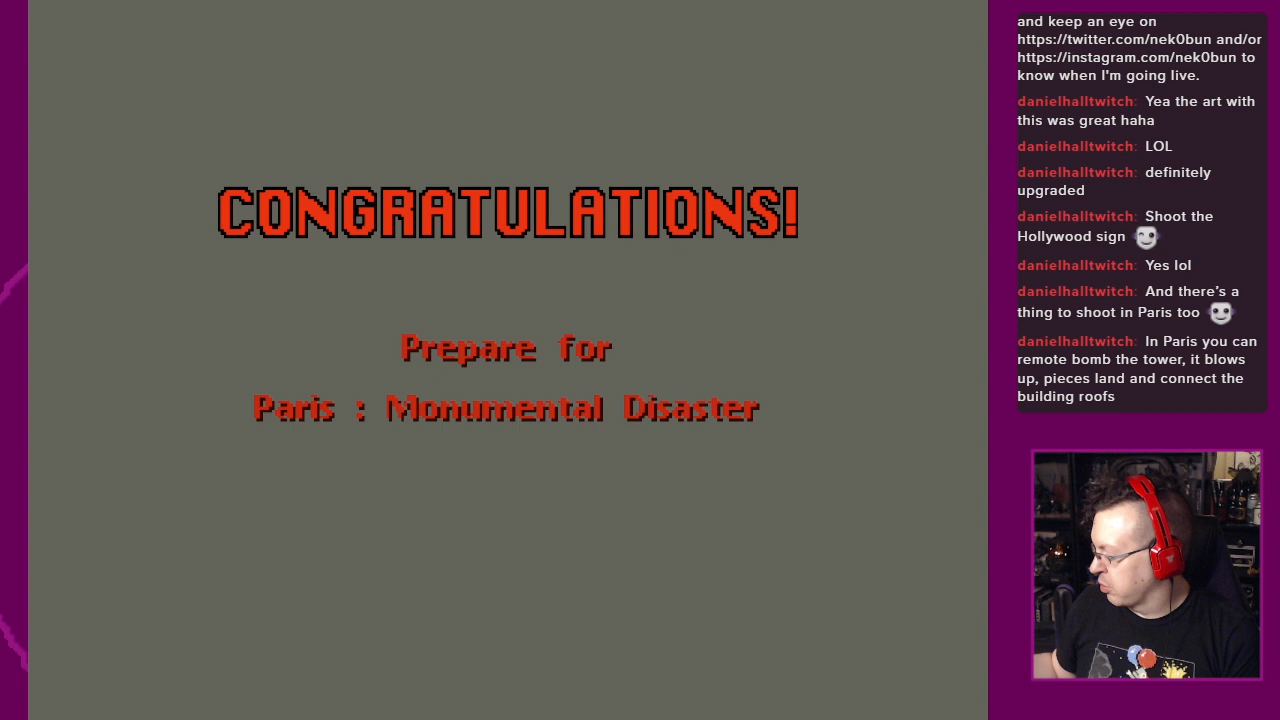 CONGRATULATIONS!
Prepare for
Paris : Monumental Disaster
and keep an eye on
https://twitter.com/nek0bun and/or
https://instagram.com/nek0bun to
know when I'm going live.
danielhalltwitch: Yea the art with
this was great haha
danielhalltwitch: LOL
danielhalltwitch: definitely
upgraded
danielhalltwitch: Shoot the
Hollywood sign
danielhalltwitch: Yes lol
danielhalltwitch: And there's a
thing to shoot in Paris too
danielhalltwitch: In Paris you can
remote bomb the tower, it blows
up, pieces land and connect the
building roofs